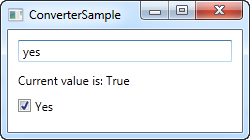 ConverterSample
yes
Current value is: True
Yes